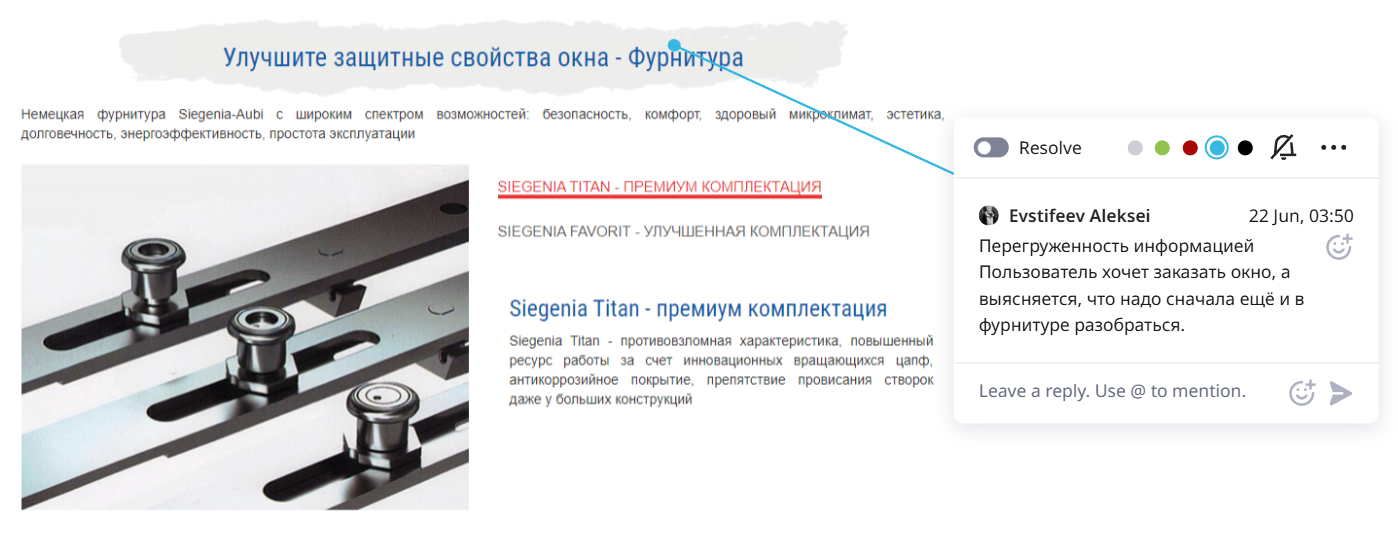 Улучшите защитные свойства окна - Фурнитура
Немецкая фурнитура Siegenia-Aubi с широким спектром возможностей: безопасность, комфорт, здоровый микроклимат, эстетика,
долговечность, энергоэффективность, простота эксплуатации
SIEGENIA TITAN - ПРЕМИУМ КОМПЛЕКТАЦИЯ
SIEGENIA FAVORIT - УЛУЧШЕННАЯ КОМПЛЕКТАЦИЯ
Siegenia Titan - премиум комплектация
Siegenia Titan - противовзломная характеристика, повышенный
ресурс работы за счет инновационных вращающихся цапф,
антикоррозийное покрытие, препятствие провисания створок
даже у больших конструкций
Resolve
Evstifeev Aleksei 22 Jun, 03:50
Перегруженность информацией
Пользователь хочет заказать окно, а
выясняется, что надо сначала ещё и в
фурнитуре разобраться.
Leave a reply. Use @ to mention.